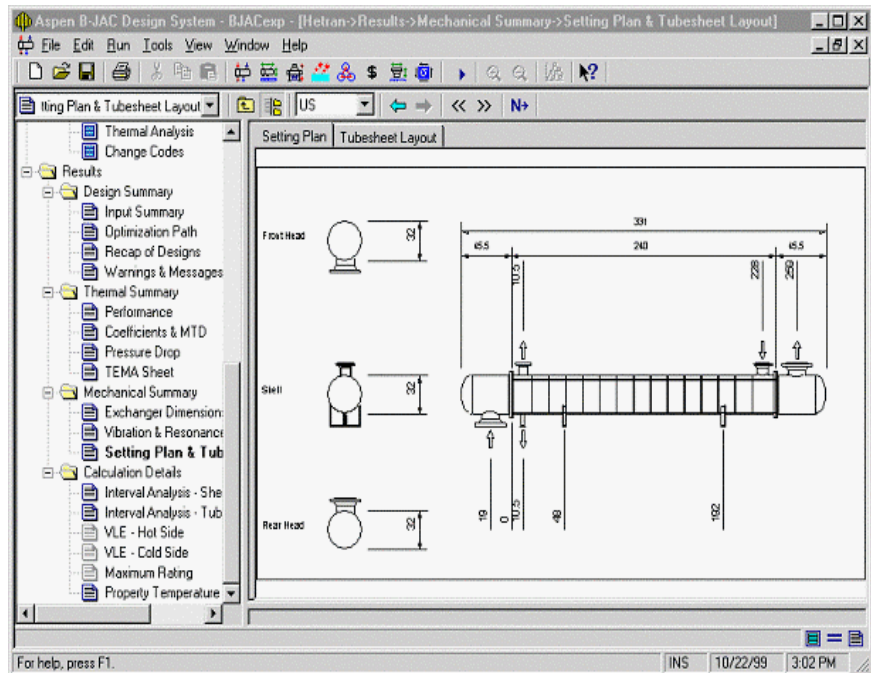 Aspen B-JAC Design System - BJACexp - [Hetran->Results->Mechanical Summary->Setting Plan & Tubesheet Layout]
File Edit Run Tools View Window Help
tting Plan & Tubesheet Layout US N
Thermal Analysis
Change Codes
Results
Design Summary
Input Summary
Optimization Path
Recap of Designs
Warnings & Messages
Thermal Summary
Performance
Coefficients & MTD
Pressure Drop
TEMA Sheet
Mechanical Summary
Exchanger Dimension
Vibration & Resonance
Setting Plan & Tub
Calculation Details
Interval Analysis - She
Interval Analysis - Tub
VLE - Hot Side
VLE - Cold Side
Maximum Rating
Property Temperature
Setting Plan Tubesheet Layout
331
45.5 240 45.5
Front Head 32
10.5 228 259
Shell 32
Rear Head 32
19 0 10.5 48 192
For help, press F1. INS 10/22/99 3:02 PM